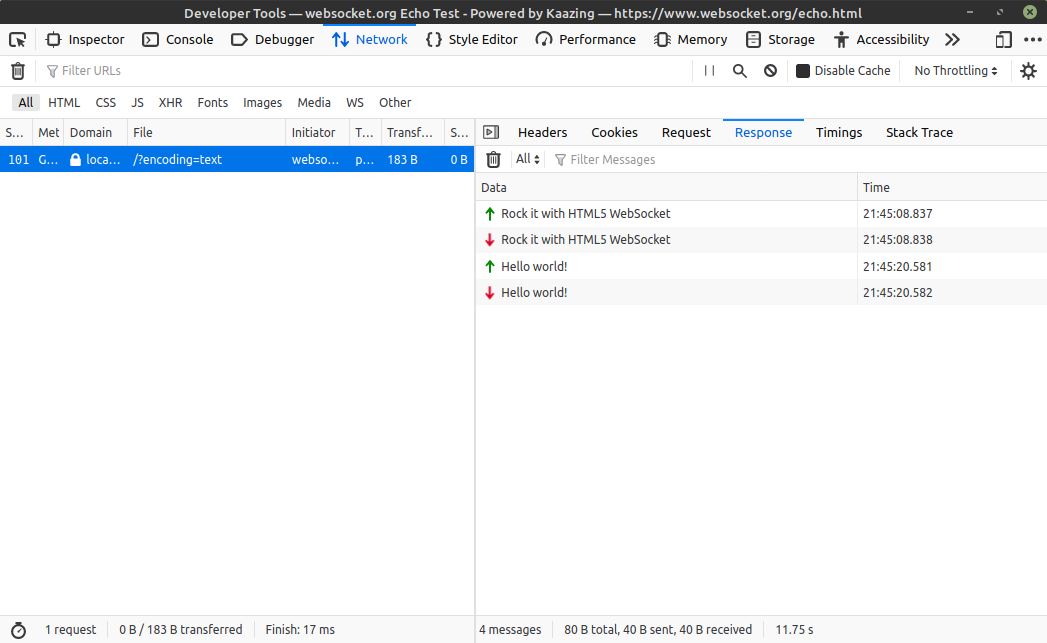 Developer Tools — websocket.org Echo Test - Powered by Kaazing — https://www.websocket.org/echo.html
Inspector Console Debugger Network Style Editor Performance Memory Storage Accessibility
Filter URLs Disable Cache No Throttling
All HTML CSS JS XHR Fonts Images Media WS Other
S... Met Domain File Initiator T... Transf... S...
101 G... loca... /?encoding=text webso... p... 183 B 0 B
Headers Cookies Request Response Timings Stack Trace
All Filter Messages
Data Time
Rock it with HTML5 WebSocket 21:45:08.837
Rock it with HTML5 WebSocket 21:45:08.838
Hello world! 21:45:20.581
Hello world! 21:45:20.582
1 request 0 B / 183 B transferred Finish: 17 ms
4 messages 80 B total, 40 B sent, 40 B received 11.75 s